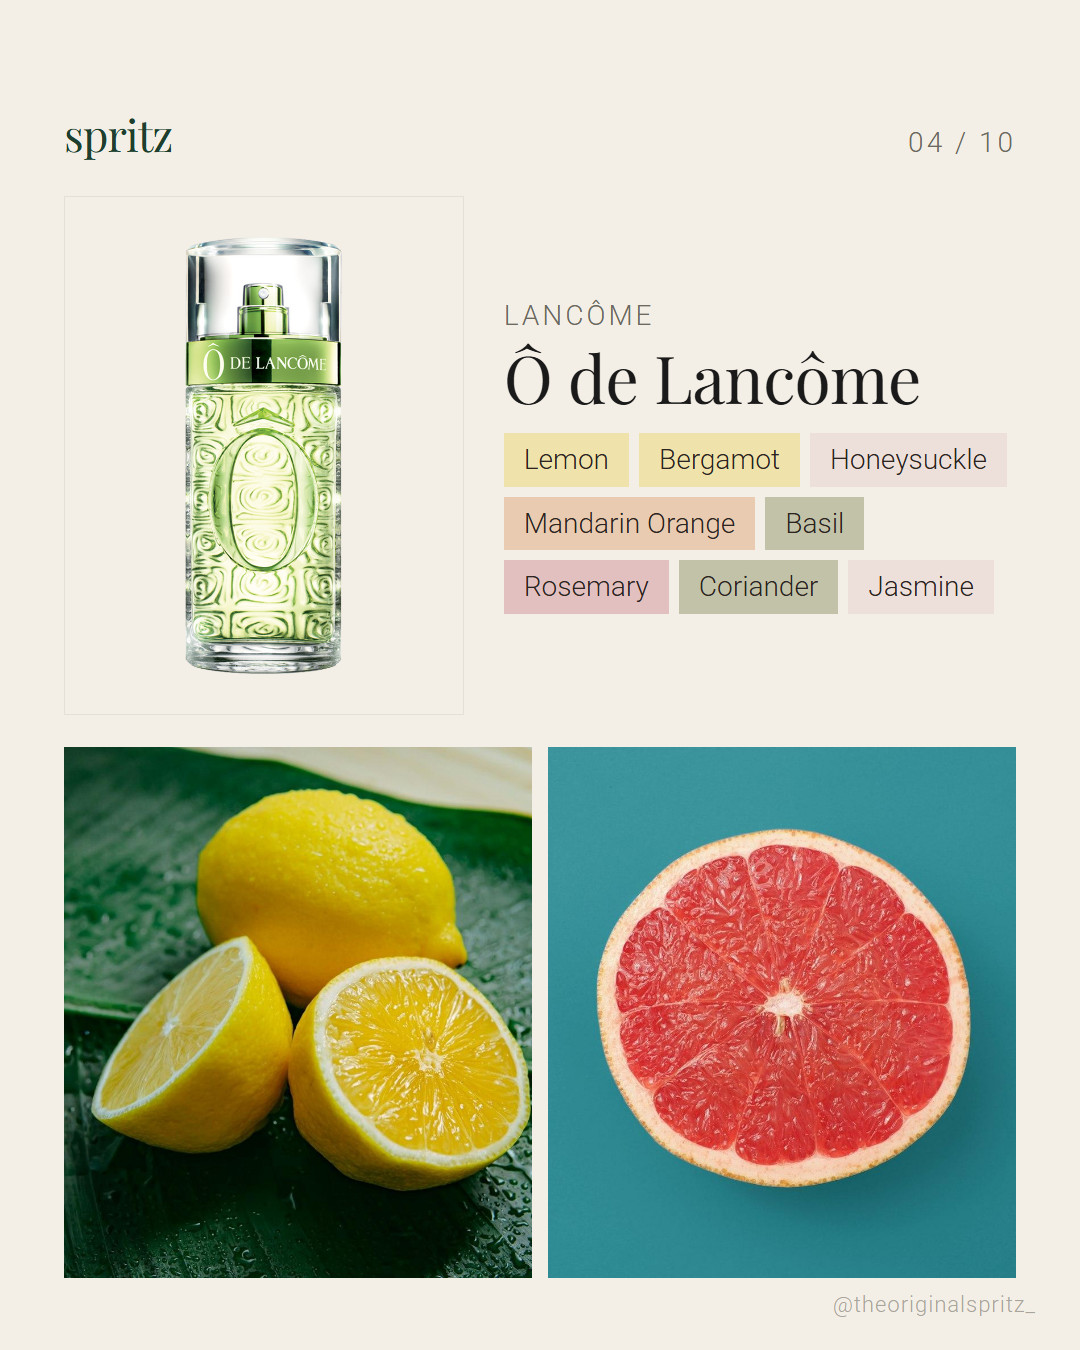 spritz
04 / 10
Ô DE LANCÔME
LANCÔME
Ô de Lancôme
Lemon Bergamot Honeysuckle
Mandarin Orange Basil
Rosemary Coriander Jasmine
Ô
@theoriginalspritz_